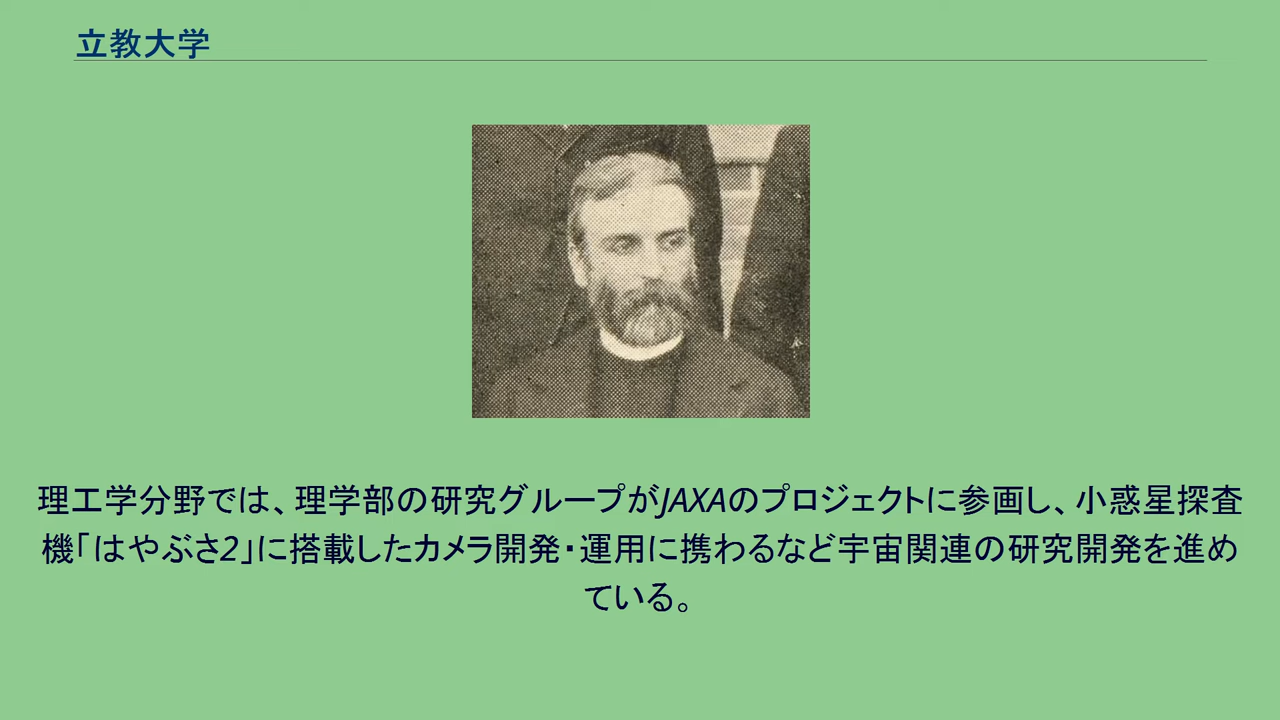 立教大学
理工学分野では、理学部の研究グループがJAXAのプロジェクトに参画し、小惑星探査
機｢はやぶさ2｣に搭載したカメラ開発･運用に携わるなど宇宙関連の研究開発を進め
ている。